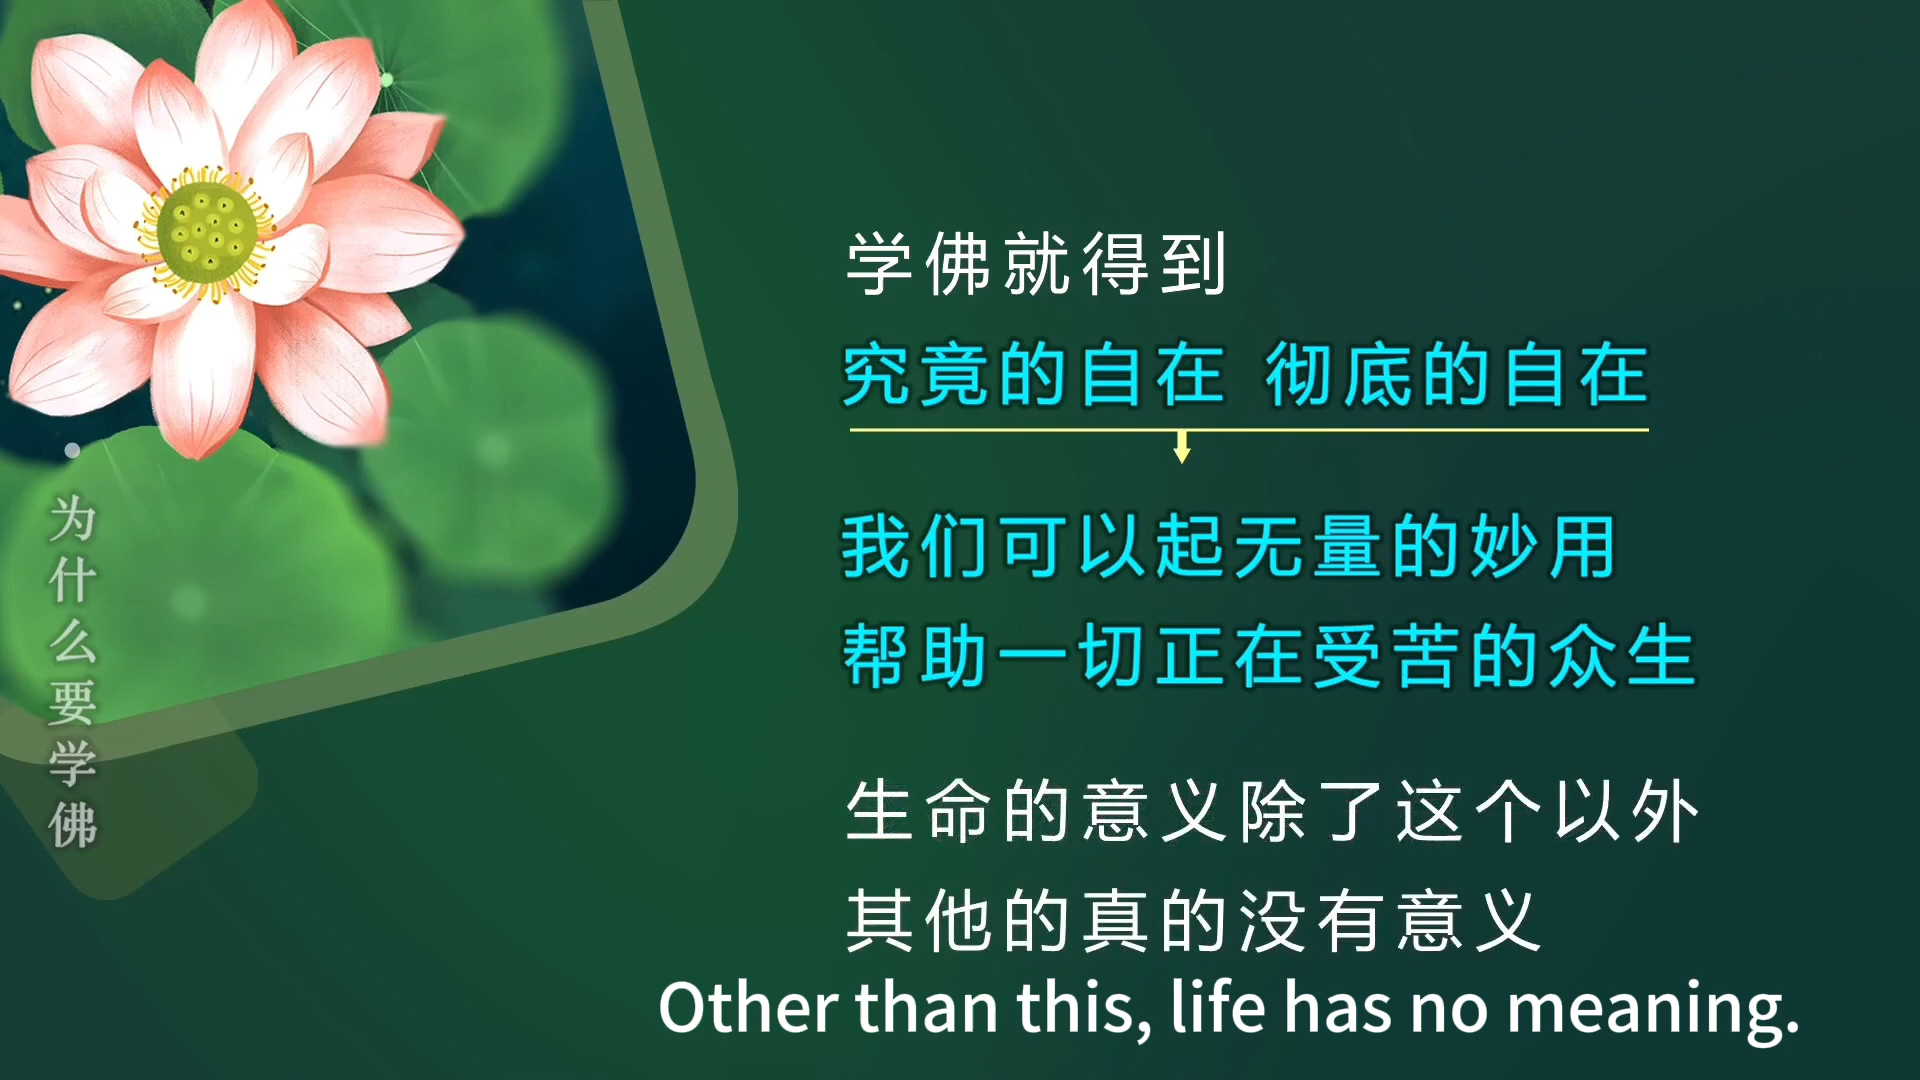 为什么要学佛
学佛就得到
究竟的自在 彻底的自在
我们可以起无量的妙用
帮助一切正在受苦的众生
生命的意义除了这个以外
其他的真的没有意义
Other than this, life has no meaning.